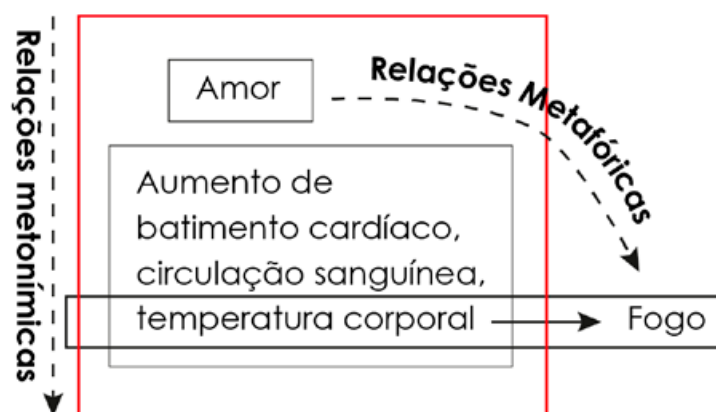 Relações metonímicas
Amor
Relações Metafóricas
Aumento de
batimento cardíaco,
circulação sanguínea,
temperatura corporal
Fogo